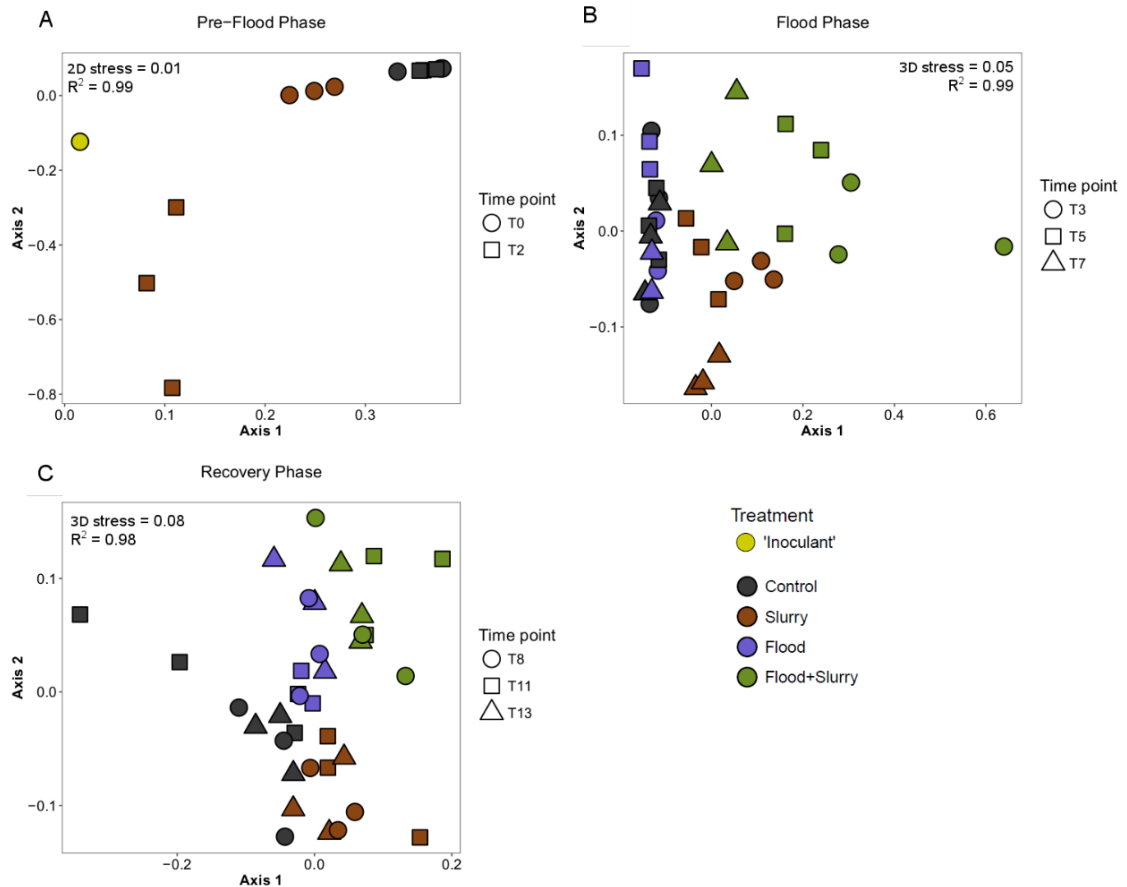 A
Pre-Flood Phase
2D stress = 0.01
R² = 0.99
0.0
−0.2
−0.4
−0.6
−0.8
Axis 2
0.0
0.1
0.2
0.3
Axis 1
Time point
T0
T2
B
Flood Phase
3D stress = 0.05
R² = 0.99
0.1
0.0
−0.1
Axis 2
0.0
0.2
0.4
0.6
Axis 1
Time point
T3
T5
T7
C
Recovery Phase
3D stress = 0.08
R² = 0.98
0.1
0.0
−0.1
Axis 2
−0.2
0.0
0.2
Axis 1
Time point
T8
T11
T13
Treatment
'Inoculant'
Control
Slurry
Flood
Flood+Slurry